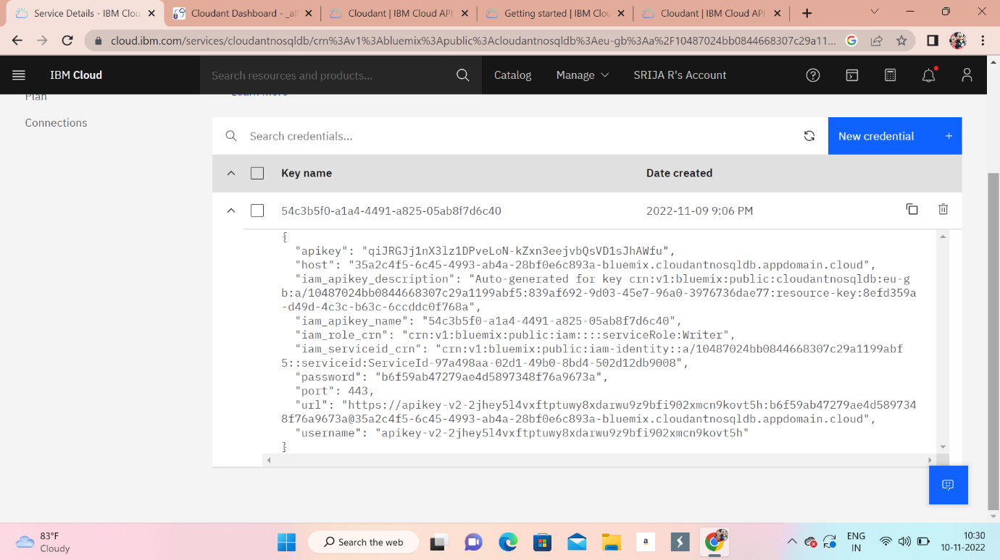 Service Details - IBM Clou
Cloudant Dashboard - _al
Cloudant | IBM Cloud API
Getting started | IBM Clou
Cloudant | IBM Cloud API
cloud.ibm.com/services/cloudantnosqldb/crn%3Av1%3Abluemix%3Apublic%3Acloudantnosqldb%3Aeu-gb%3Aa%2F10487024bb0844668307c29a11...
IBM Cloud
Search resources and products...
Catalog
Manage
SRIJA R's Account
Plan
Learn More
Connections
Search credentials...
New credential +
Key name
Date created
54c3b5f0-a1a4-4491-a825-05ab8f7d6c40
2022-11-09 9:06 PM
{
"apikey": "qiJRGJj1nX3lz1DPveLoN-kZxn3eejvbQsVD1sJhAWfu",
"host": "35a2c4f5-6c45-4993-ab4a-28bf0e6c893a-bluemix.cloudantnosqldb.appdomain.cloud",
"iam_apikey_description": "Auto-generated for key crn:v1:bluemix:public:cloudantnosqldb:eu-g
b:a/10487024bb0844668307c29a1199abf5:839af692-9d03-45e7-96a0-3976736dae77:resource-key:8efd359a
-d49d-4c3c-b63c-6ccddc0f768a",
"iam_apikey_name": "54c3b5f0-a1a4-4491-a825-05ab8f7d6c40",
"iam_role_crn": "crn:v1:bluemix:public:iam::::serviceRole:Writer",
"iam_serviceid_crn": "crn:v1:bluemix:public:iam-identity::a/10487024bb0844668307c29a1199abf
5::serviceid:ServiceId-97a498aa-02d1-49b0-8bd4-502d12db9008",
"password": "b6f59ab47279ae4d5897348f76a9673a",
"port": 443,
"url": "https://apikey-v2-2jhey5l4vxftptuwy8xdarwu9z9bfi902xmcn9kovt5h:b6f59ab47279ae4d589734
8f76a9673a@35a2c4f5-6c45-4993-ab4a-28bf0e6c893a-bluemix.cloudantnosqldb.appdomain.cloud",
"username": "apikey-v2-2jhey5l4vxftptuwy8xdarwu9z9bfi902xmcn9kovt5h"
}
83°F
Cloudy
Search the web
a
ENG
IN
10:30
10-11-2022